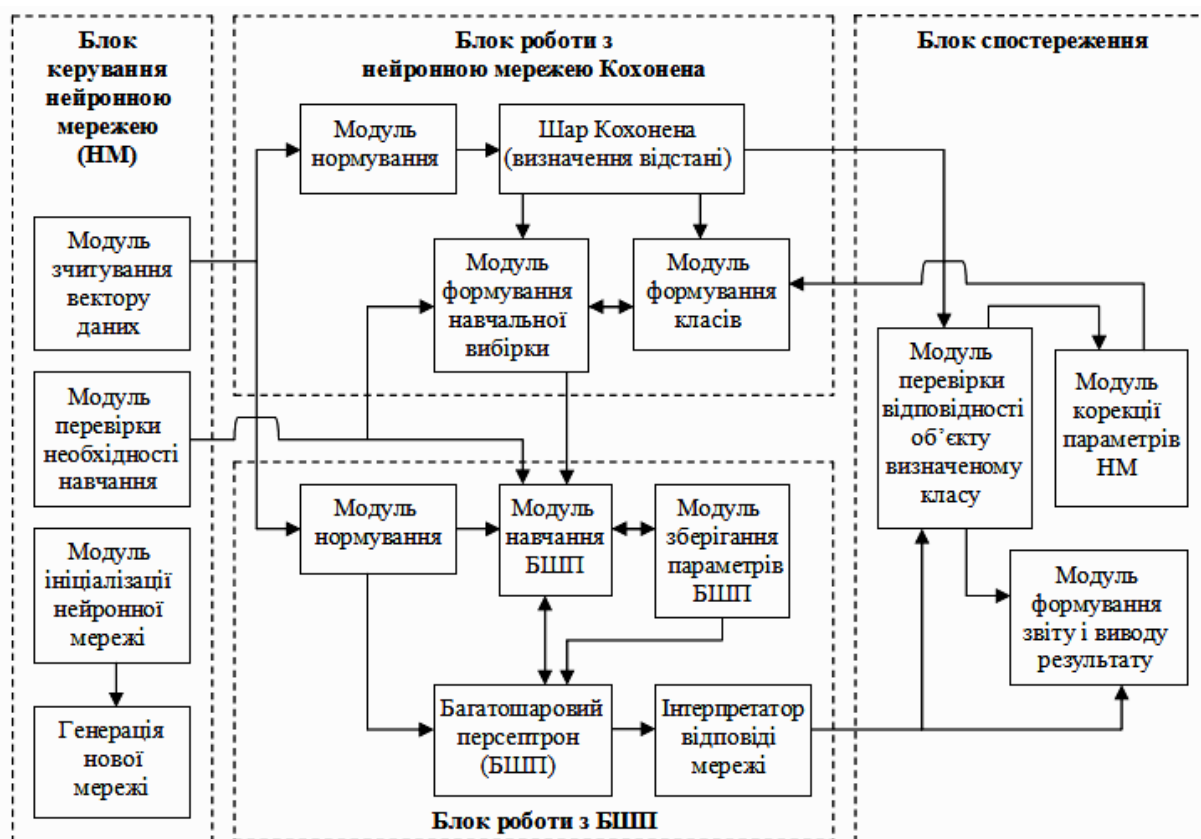 Блок
керування
нейронною
мережею
(НМ)
Модуль
зчитування
вектору
даних
Модуль
перевірки
необхідності
навчання
Модуль
ініціалізації
нейронної
мережі
Генерація
нової
мережі
Блок роботи з
нейронною мережею Кохонена
Модуль
нормування
Шар Кохонена
(визначення відстані)
Модуль
формування
навчальної
вибірки
Модуль
формування
класів
Модуль
нормування
Модуль
навчання
БШП
Модуль
зберігання
параметрів
БШП
Багатошаровий
персептрон
(БШП)
Інтерпретатор
відповіді
мережі
Блок роботи з БШП
Блок спостереження
Модуль
перевірки
відповідності
об’єкту
визначеному
класу
Модуль
корекції
параметрів
НМ
Модуль
формування
звіту і виводу
результату